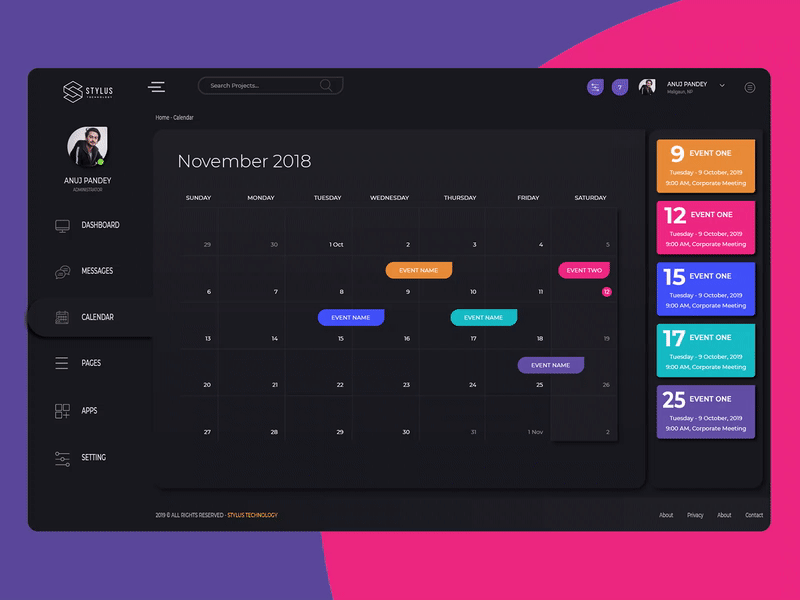 STYLUS
TECHNOLOGY
Search Projects...
7
ANUJ PANDEY
Home - Calendar
ANUJ PANDEY
ADMINISTRATOR
DASHBOARD
MESSAGES
CALENDAR
PAGES
APPS
SETTING
November 2018
SUNDAY MONDAY TUESDAY WEDNESDAY THURSDAY FRIDAY SATURDAY
29 30 1 Oct 2 3 4 5
EVENT NAME EVENT TWO
6 7 8 9 10 11 12
EVENT NAME EVENT NAME
13 14 15 16 17 18 19
EVENT NAME
20 21 22 23 24 25 26
27 28 29 30 31 1 Nov 2
9 EVENT ONE
Tuesday - 9 October, 2019
9:00 AM, Corporate Meeting
12 EVENT ONE
Tuesday - 9 October, 2019
9:00 AM, Corporate Meeting
15 EVENT ONE
Tuesday - 9 October, 2019
9:00 AM, Corporate Meeting
17 EVENT ONE
Tuesday - 9 October, 2019
9:00 AM, Corporate Meeting
25 EVENT ONE
Tuesday - 9 October, 2019
9:00 AM, Corporate Meeting
2019 © ALL RIGHTS RESERVED - STYLUS TECHNOLOGY
About Privacy About Contact